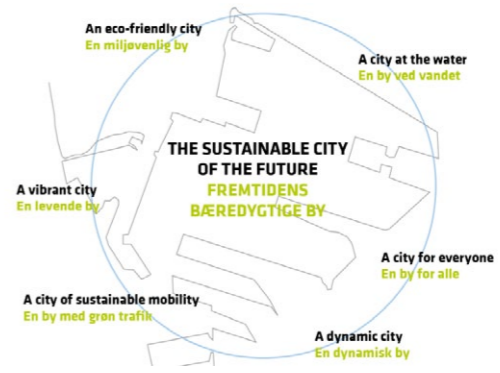 An eco-friendly city
En miljøvenlig by
A city at the water
En by ved vandet
THE SUSTAINABLE CITY
OF THE FUTURE
FREMTIDENS
BÆREDYGTIGE BY
A vibrant city
En levende by
A city for everyone
En by for alle
A city of sustainable mobility
En by med grøn trafik
A dynamic city
En dynamisk by